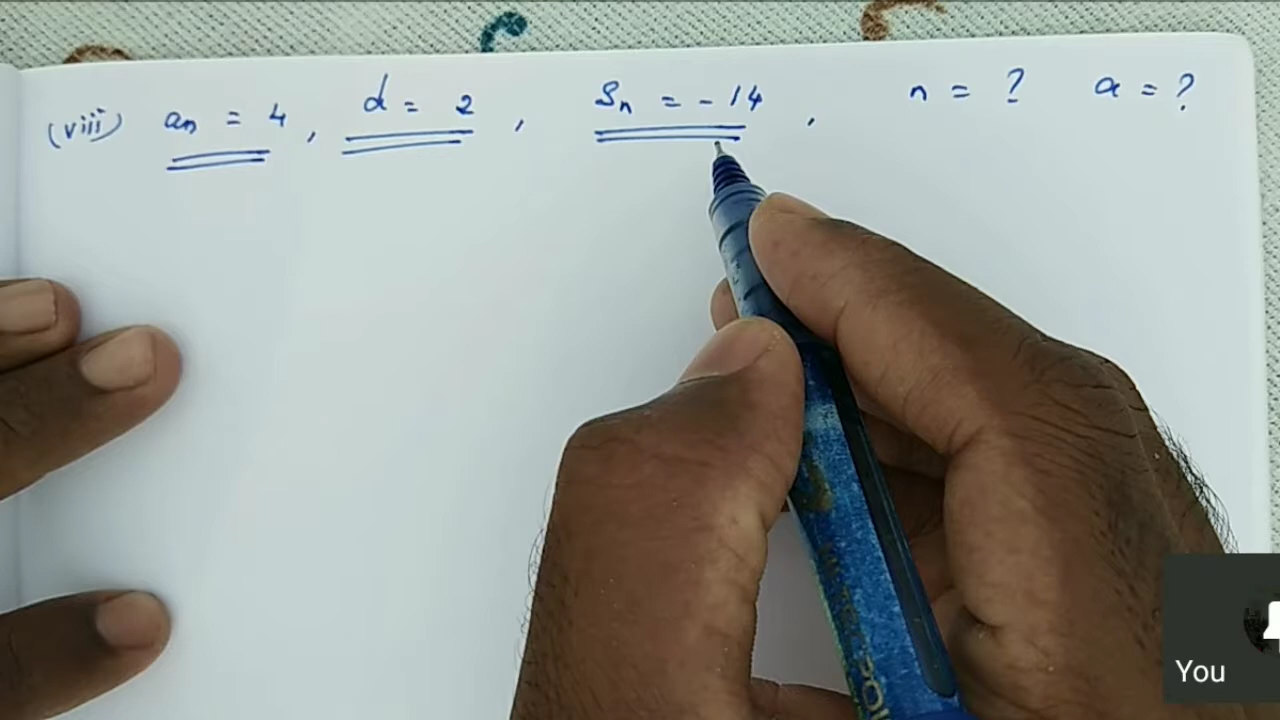 (viii) an = 4, d = 2, Sn = -14, n = ? a = ?
You